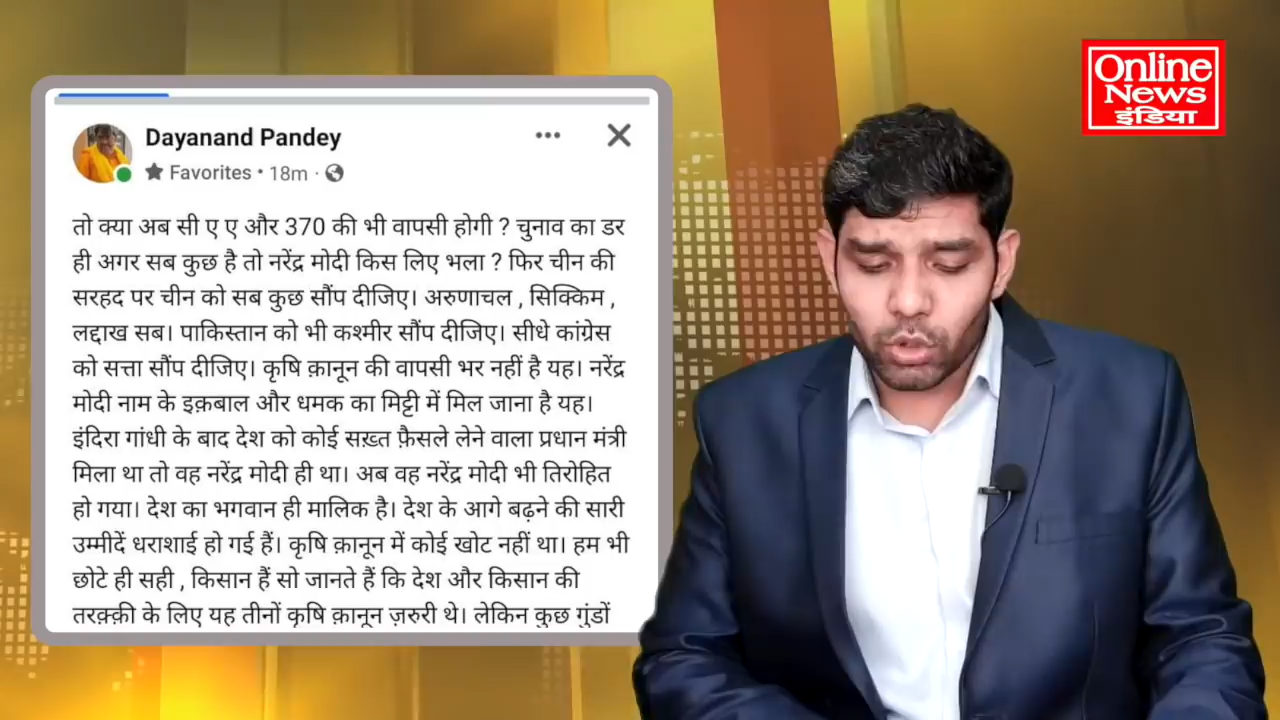 Online
News
इंडिया
Dayanand Pandey
Favorites • 18m ·
तो क्या अब सी ए ए और 370 की भी वापसी होगी ? चुनाव का डर
ही अगर सब कुछ है तो नरेंद्र मोदी किस लिए भला ? फिर चीन की
सरहद पर चीन को सब कुछ सौंप दीजिए। अरुणाचल , सिक्किम ,
लद्दाख सब। पाकिस्तान को भी कश्मीर सौंप दीजिए। सीधे कांग्रेस
को सत्ता सौंप दीजिए। कृषि क़ानून की वापसी भर नहीं है यह। नरेंद्र
मोदी नाम के इक़बाल और धमक का मिट्टी में मिल जाना है यह।
इंदिरा गांधी के बाद देश को कोई सख़्त फ़ैसले लेने वाला प्रधान मंत्री
मिला था तो वह नरेंद्र मोदी ही था। अब वह नरेंद्र मोदी भी तिरोहित
हो गया। देश का भगवान ही मालिक है। देश के आगे बढ़ने की सारी
उम्मीदें धराशाई हो गई हैं। कृषि क़ानून में कोई खोट नहीं था। हम भी
छोटे ही सही , किसान हैं सो जानते हैं कि देश और किसान की
तरक़्क़ी के लिए यह तीनों कृषि क़ानून ज़रुरी थे। लेकिन कुछ गुंडों